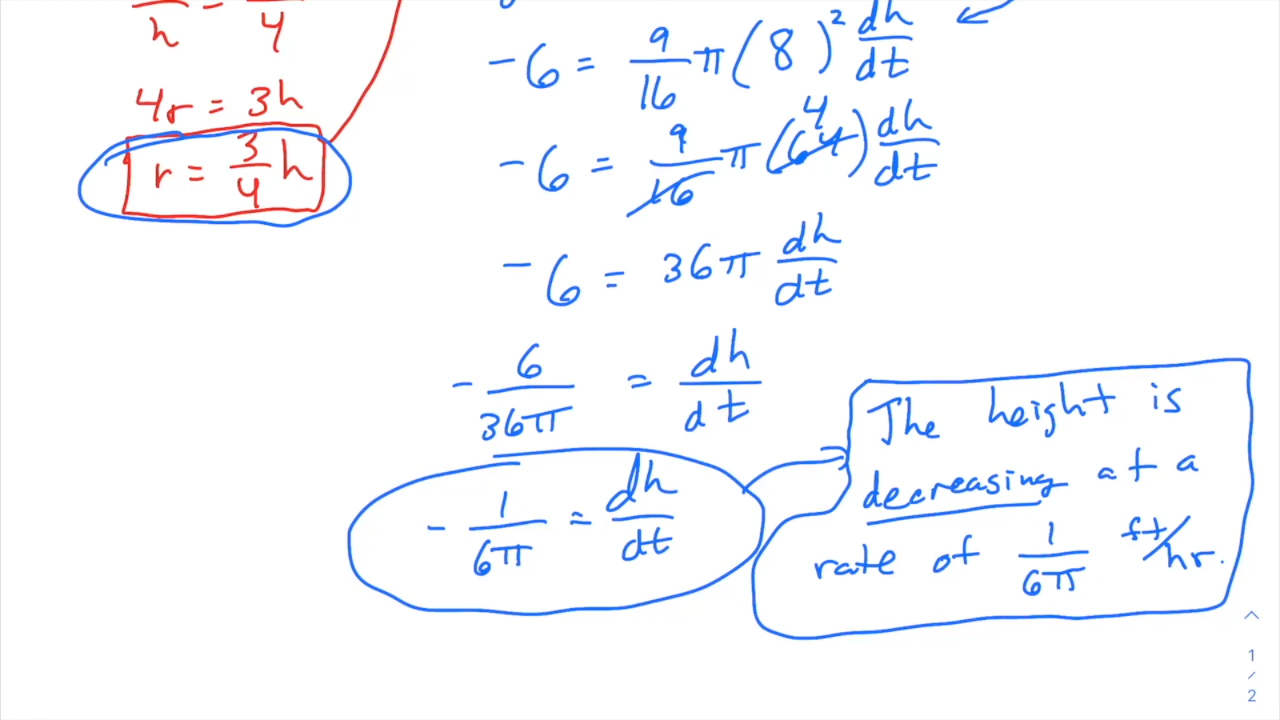 /h = /4
4r = 3h
r = 3/4 h
-6 = 9/16 π (8)² dh/dt
4
-6 = 9/16 π (64) dh/dt
-6 = 36π dh/dt
- 6/36π = dh/dt
- 1/6π = dh/dt
The height is
decreasing at a
rate of 1/6π ft/hr.
1
/
2